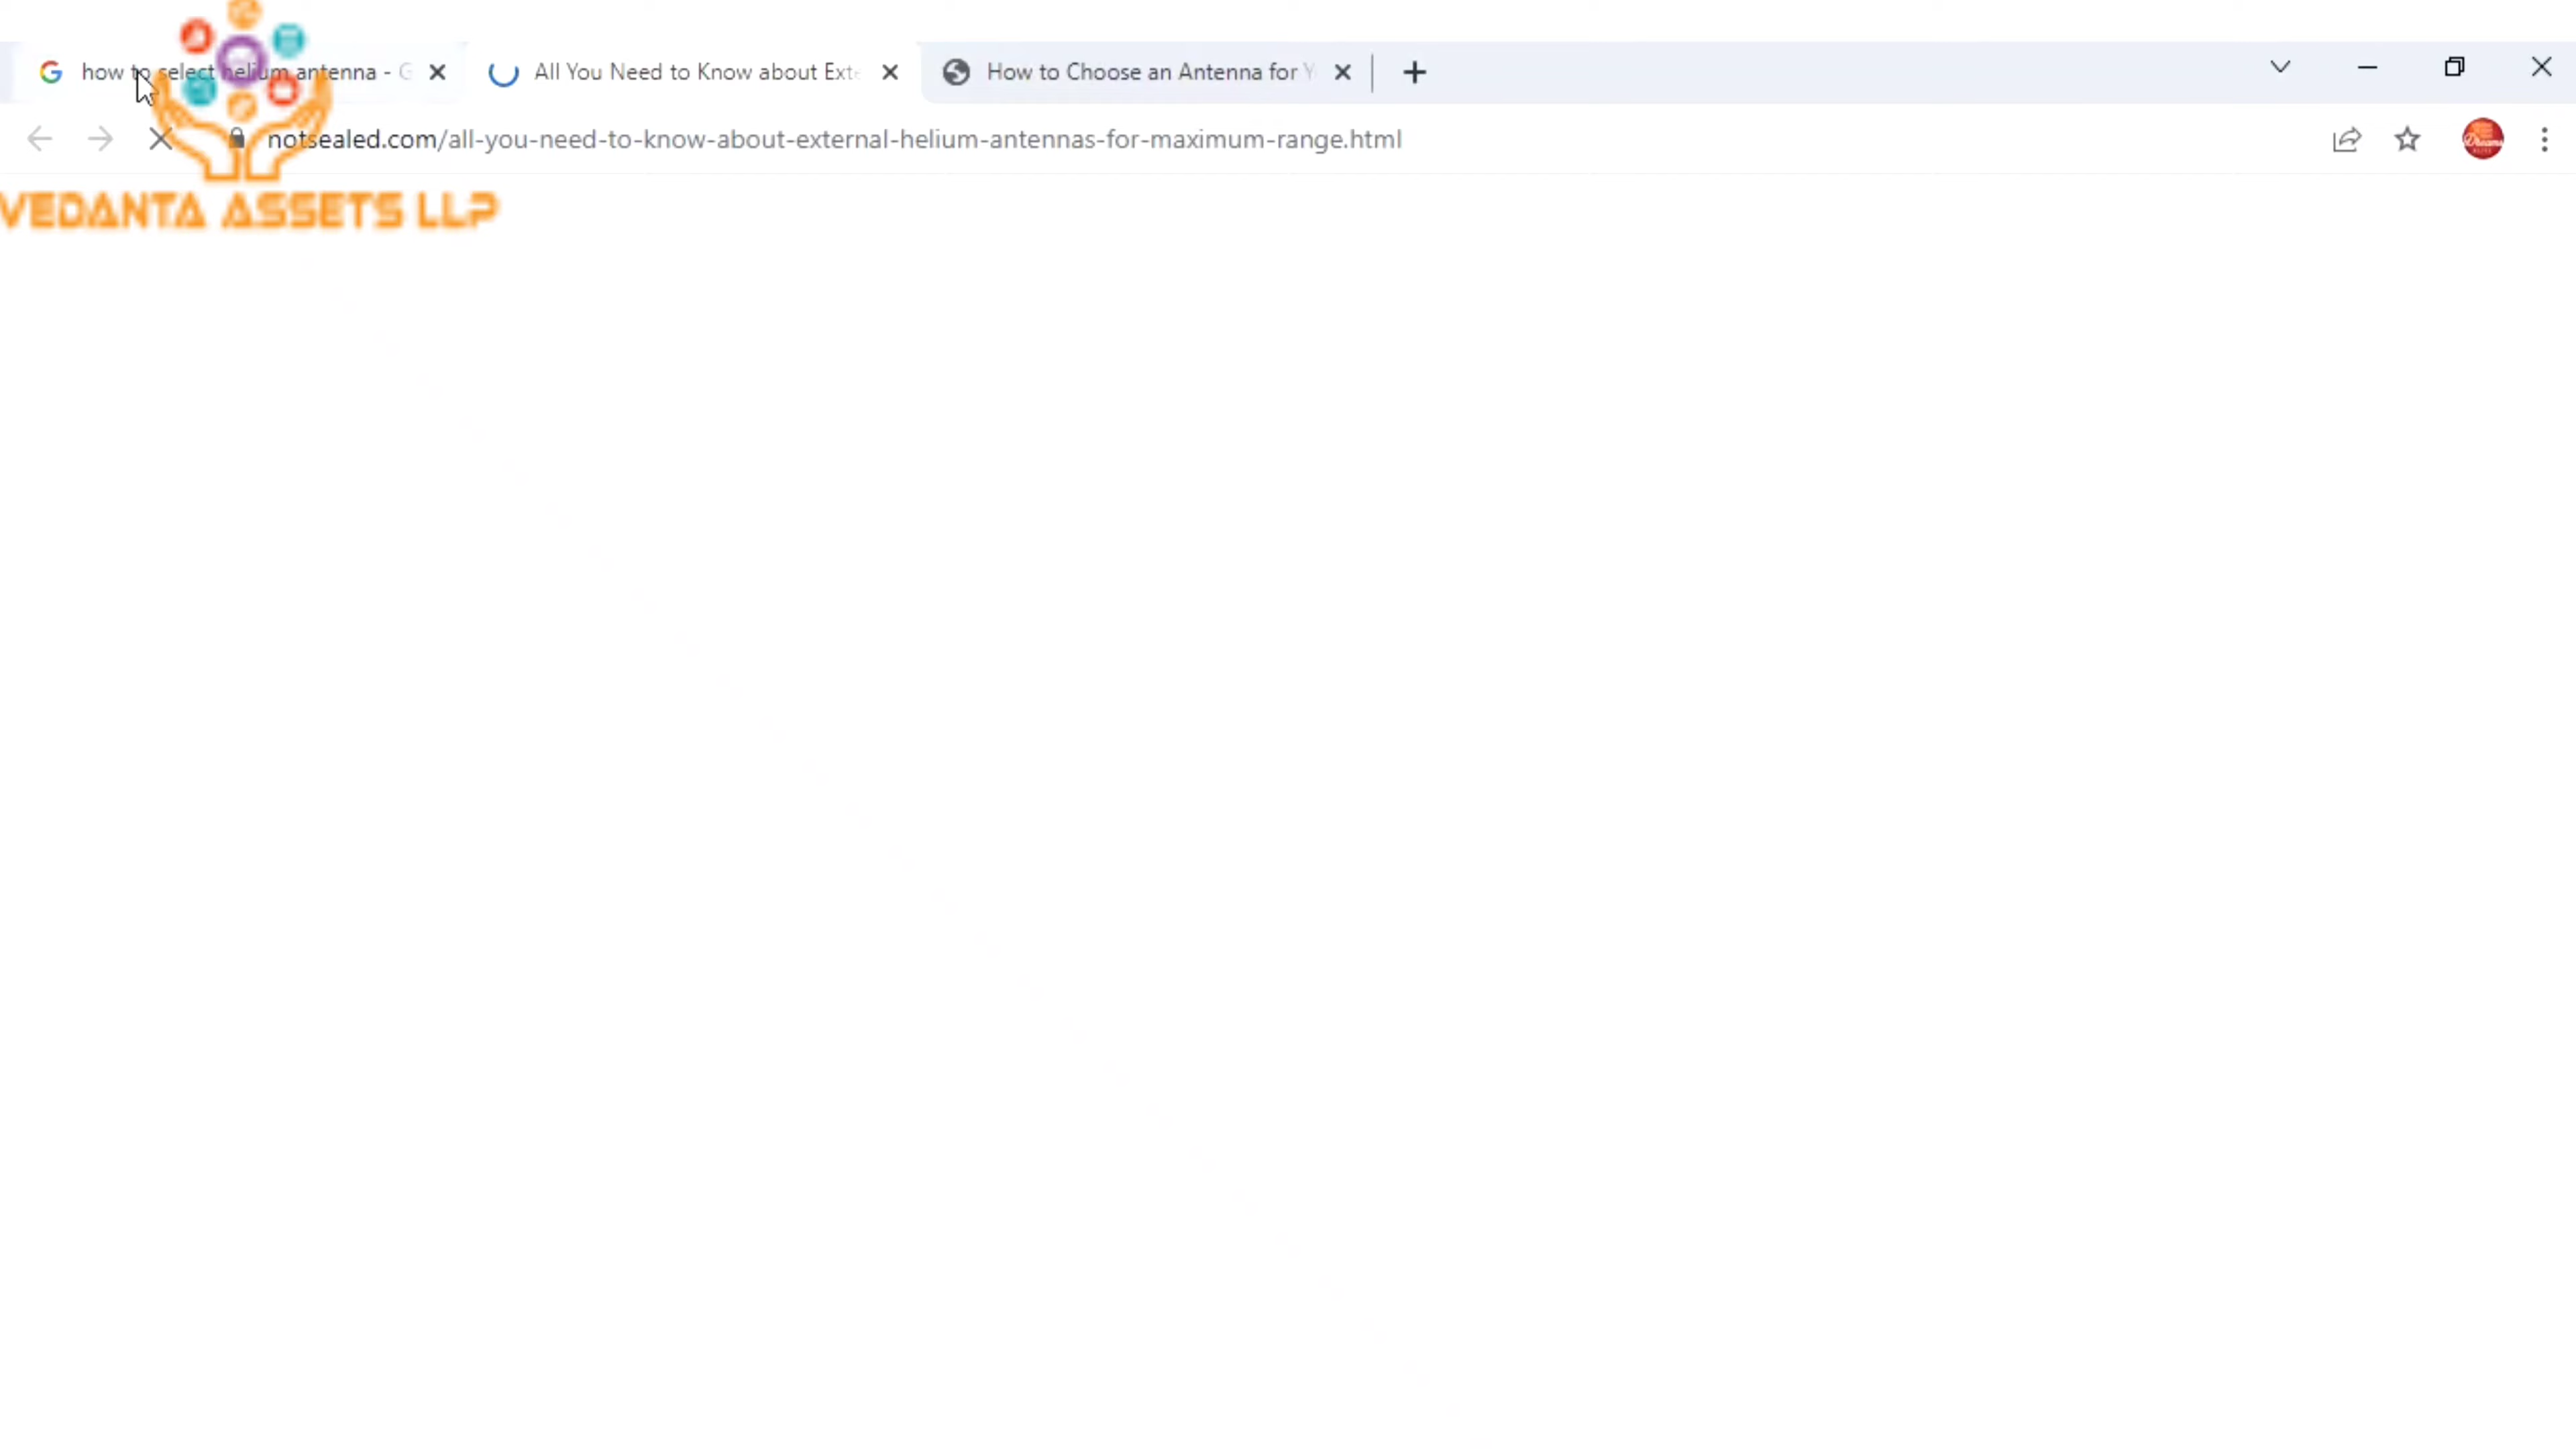 how to select helium antenna - G
All You Need to Know about Ext
How to Choose an Antenna for Y
notsealed.com/all-you-need-to-know-about-external-helium-antennas-for-maximum-range.html
VEDANTA ASSETS LLP